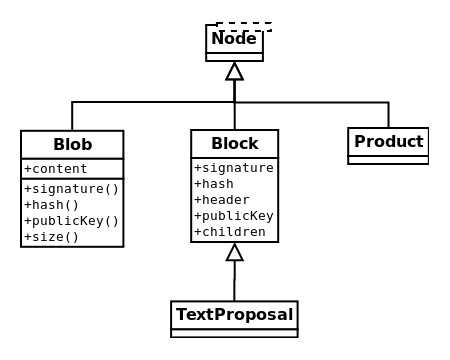 Node
Blob
+content
+signature()
+hash()
+publicKey()
+size()
Block
+signature
+hash
+header
+publicKey
+children
Product
TextProposal